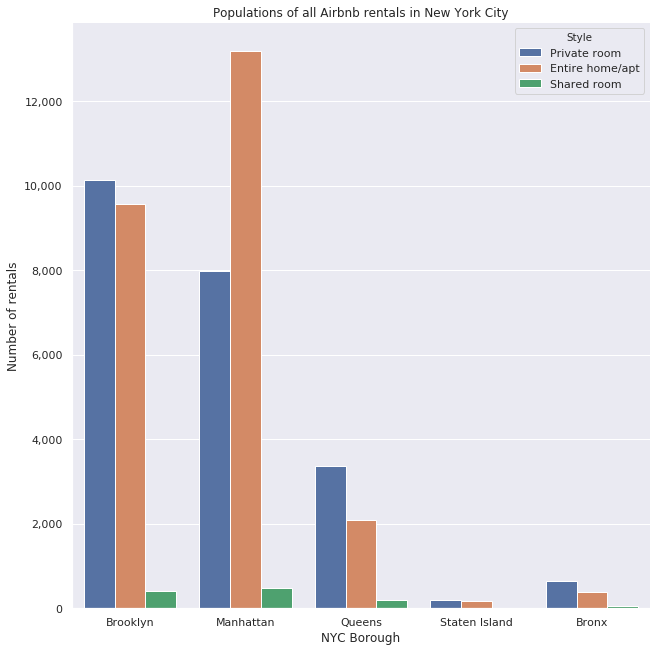 Populations of all Airbnb rentals in New York City
Style
Private room
Entire home/apt
Shared room
Number of rentals
12,000
10,000
8,000
6,000
4,000
2,000
0
Brooklyn Manhattan Queens Staten Island Bronx
NYC Borough